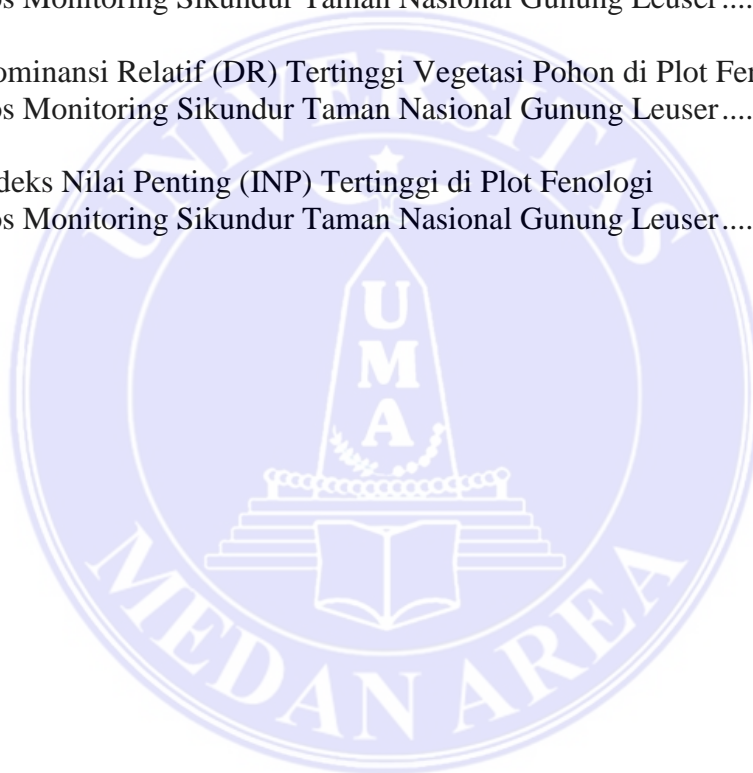 os Monitoring Sikundur Taman Nasional Gunung Leuser....
ominansi Relatif (DR) Tertinggi Vegetasi Pohon di Plot Fen
os Monitoring Sikundur Taman Nasional Gunung Leuser....
deks Nilai Penting (INP) Tertinggi di Plot Fenologi
os Monitoring Sikundur Taman Nasional Gunung Leuser....
UNIVERSITAS
U
M
A
MEDAN AREA